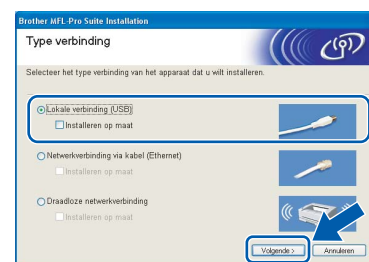 Brother MFL-Pro Suite Installation
Type verbinding
Selecteer het type verbinding van het apparaat dat u wilt installeren.
Lokale verbinding (USB)
Installeren op maat
Netwerkverbinding via kabel (Ethernet)
Installeren op maat
Draadloze netwerkverbinding
Installeren op maat
Volgende >
Annuleren